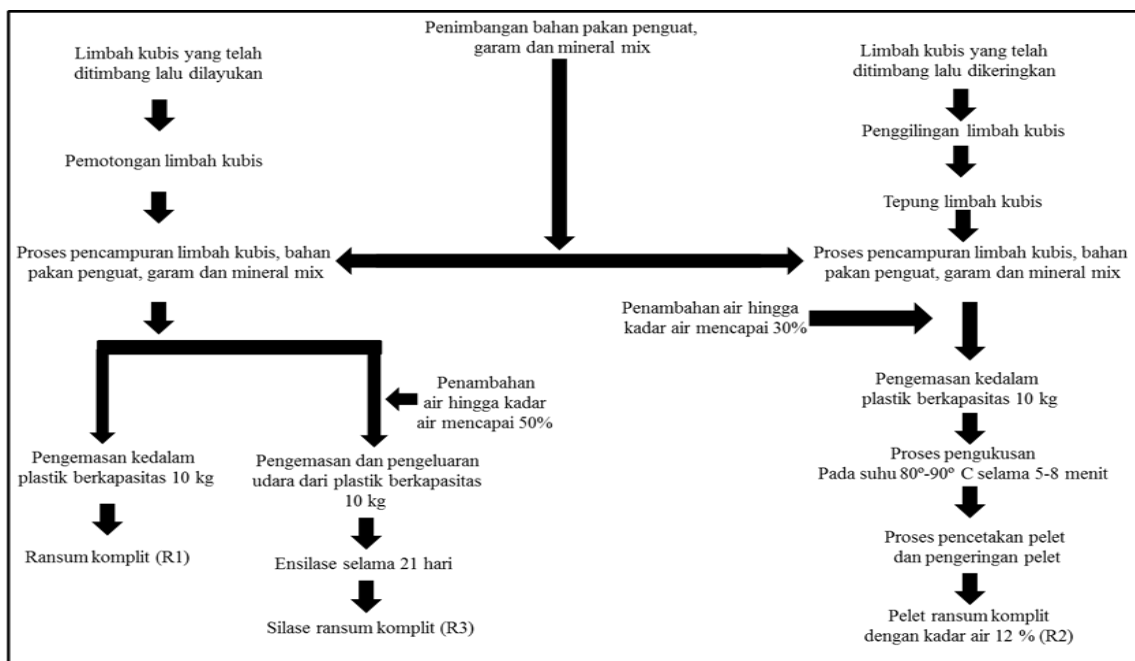 Penimbangan bahan pakan penguat,
garam dan mineral mix
Limbah kubis yang telah
ditimbang lalu dilayukan
Pemotongan limbah kubis
Proses pencampuran limbah kubis, bahan
pakan penguat, garam dan mineral mix
Penambahan
air hingga kadar
air mencapai 50%
Pengemasan kedalam
plastik berkapasitas 10 kg
Ransum komplit (R1)
Pengemasan dan pengeluaran
udara dari plastik berkapasitas
10 kg
Ensilase selama 21 hari
Silase ransum komplit (R3)
Limbah kubis yang telah
ditimbang lalu dikeringkan
Penggilingan limbah kubis
Tepung limbah kubis
Proses pencampuran limbah kubis, bahan
pakan penguat, garam dan mineral mix
Penambahan air hingga
kadar air mencapai 30%
Pengemasan kedalam
plastik berkapasitas 10 kg
Proses pengukusan
Pada suhu 80º-90º C selama 5-8 menit
Proses pencetakan pelet
dan pengeringan pelet
Pelet ransum komplit
dengan kadar air 12 % (R2)